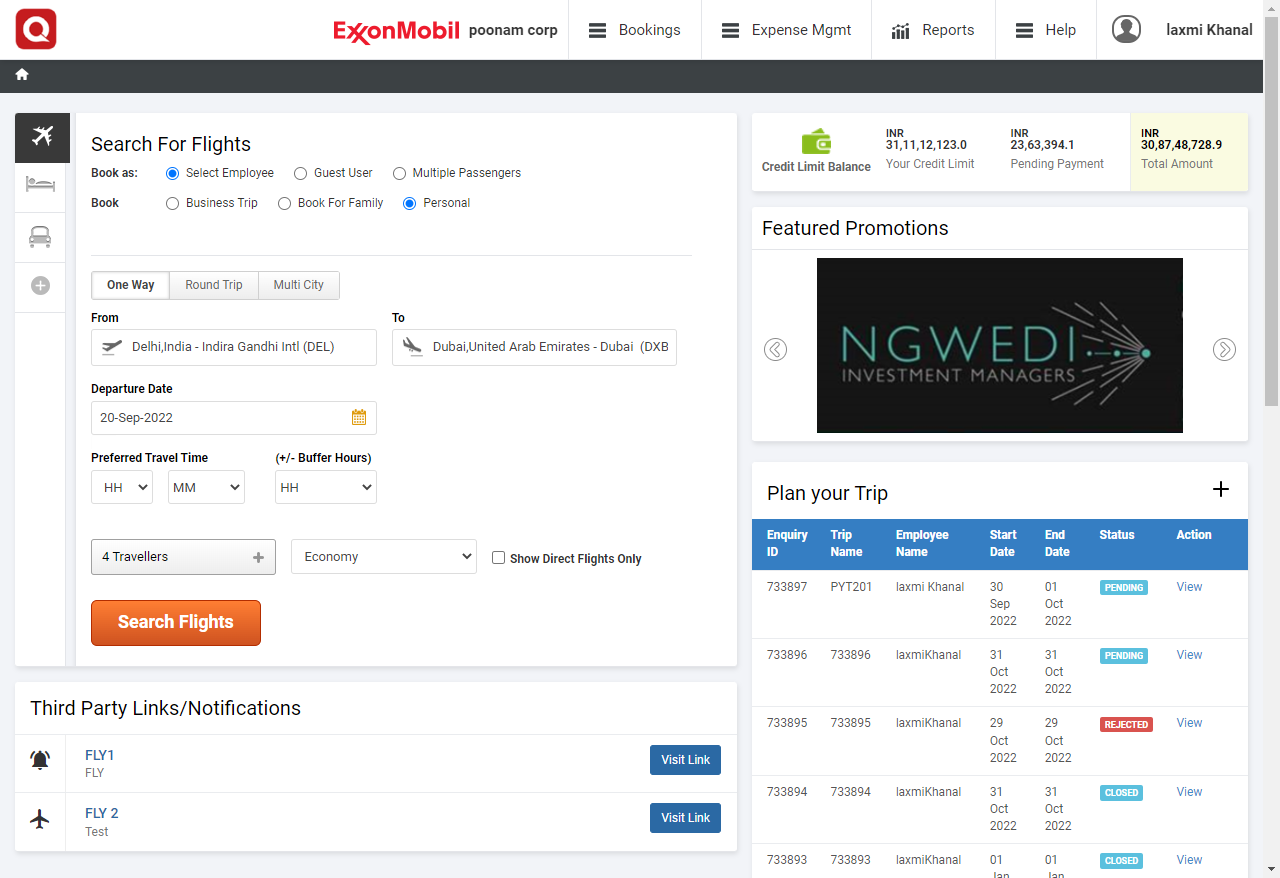 Q
ExxonMobil poonam corp Bookings Expense Mgmt Reports Help laxmi Khanal
Search For Flights
Book as: Select Employee Guest User Multiple Passengers
Book Business Trip Book For Family Personal
One Way Round Trip Multi City
From To
Delhi,India - Indira Gandhi Intl (DEL) Dubai,United Arab Emirates - Dubai (DXB
Departure Date
20-Sep-2022
Preferred Travel Time (+/- Buffer Hours)
HH MM HH
4 Travellers Economy Show Direct Flights Only
Search Flights
Third Party Links/Notifications
FLY1
FLY
Visit Link
FLY 2
Test
Visit Link
Credit Limit Balance
INR
31,11,12,123.0
Your Credit Limit
INR
23,63,394.1
Pending Payment
INR
30,87,48,728.9
Total Amount
Featured Promotions
NGWEDI
INVESTMENT MANAGERS
Plan your Trip
Enquiry ID Trip Name Employee Name Start Date End Date Status Action
733897 PYT201 laxmi Khanal 30 Sep 2022 01 Oct 2022 PENDING View
733896 733896 laxmiKhanal 31 Oct 2022 31 Oct 2022 PENDING View
733895 733895 laxmiKhanal 29 Oct 2022 29 Oct 2022 REJECTED View
733894 733894 laxmiKhanal 31 Oct 2022 31 Oct 2022 CLOSED View
733893 733893 laxmiKhanal 01 Jan 01 Jan CLOSED View